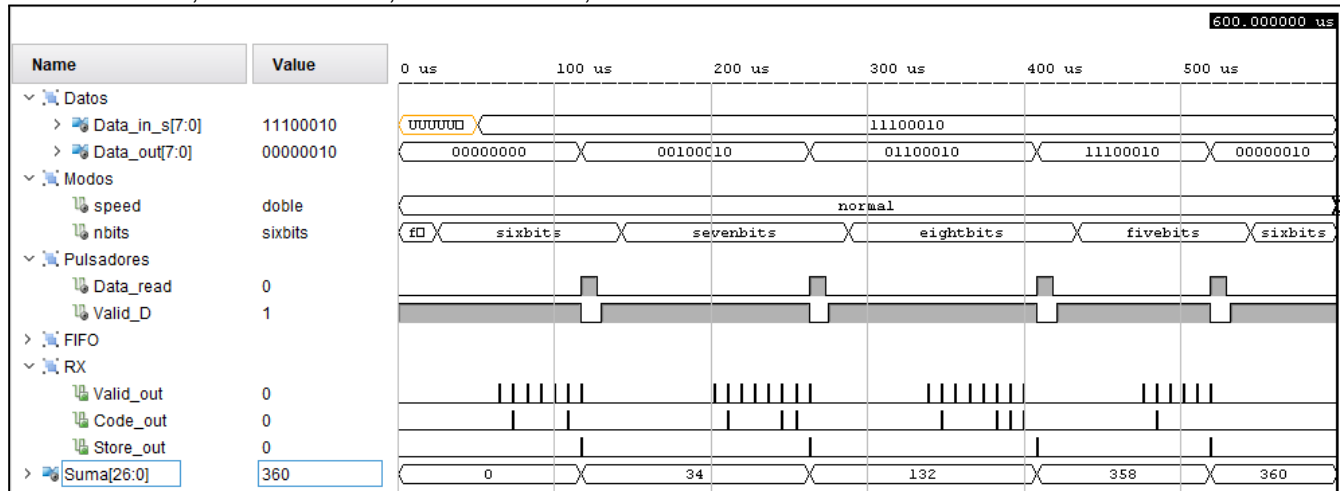 600.000000 us
Name Value 0 us 100 us 200 us 300 us 400 us 500 us
Datos
Data_in_s[7:0] 11100010 UUUUU 11100010
Data_out[7:0] 00000010 00000000 00100010 01100010 11100010 00000010
Modos
speed doble normal
nbits sixbits f sixbits sevenbits eightbits fivebits sixbits
Pulsadores
Data_read 0
Valid_D 1
FIFO
RX
Valid_out 0
Code_out 0
Store_out 0
Suma[26:0] 360 0 34 132 358 360